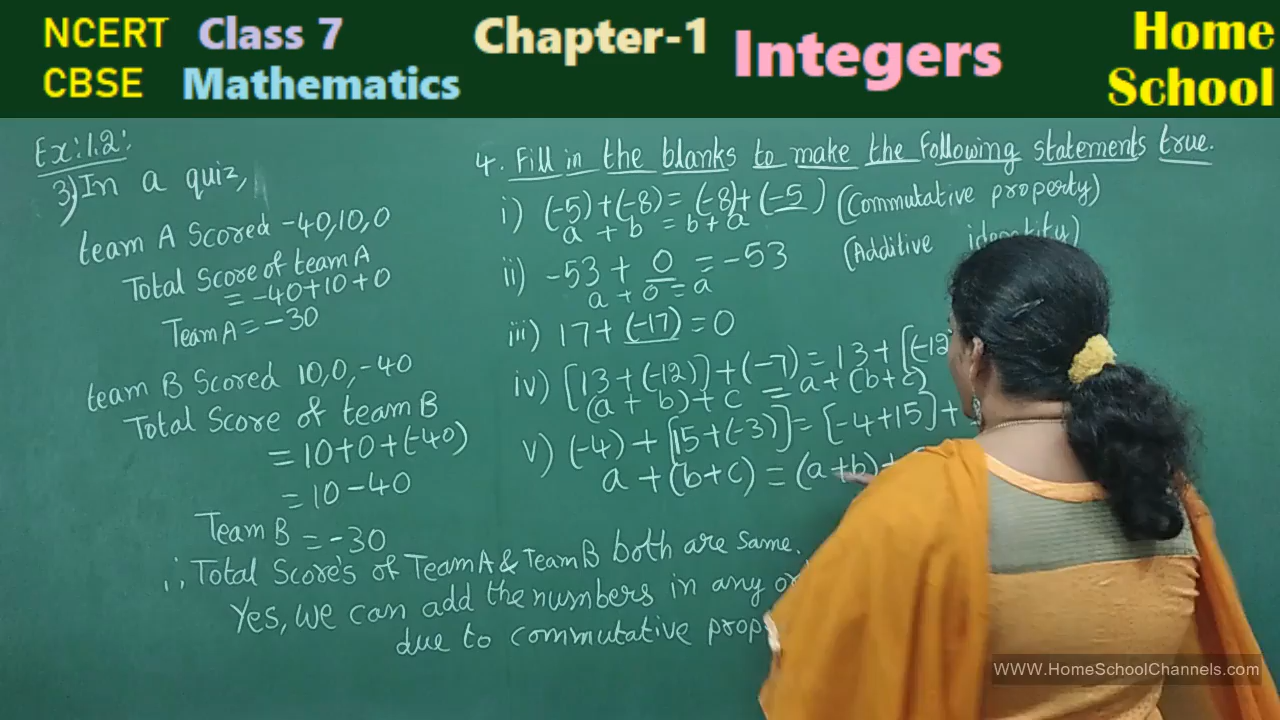 NCERT Class 7 Chapter-1 Integers Home
CBSE Mathematics School
Ex:1.2:
3) In a quiz,
team A Scored -40,10,0
Total Score of team A
= -40+10+0
Team A = -30
team B Scored 10,0,-40
Total Score of team B
= 10+0+(-40)
= 10-40
Team B = -30
∴ Total Scores of Team A & Team B both are same.
Yes, we can add the numbers in any
due to commutative
4. Fill in the blanks to make the following statements true.
i) (-5)+(-8) = (-8)+(-5) (Commutative property)
a + b = b + a
ii) -53 + 0 = -53 (Additive identity)
a + 0 = a
iii) 17+(-17) = 0
iv) [13+(-12)]+(-7) = 13+[(-12
(a + b)+ c = a+(b+c)
v) (-4)+[15+(-3)] = [-4+15]+
a +(b+c) = (a+b)+
WWW.HomeSchoolChannels.com